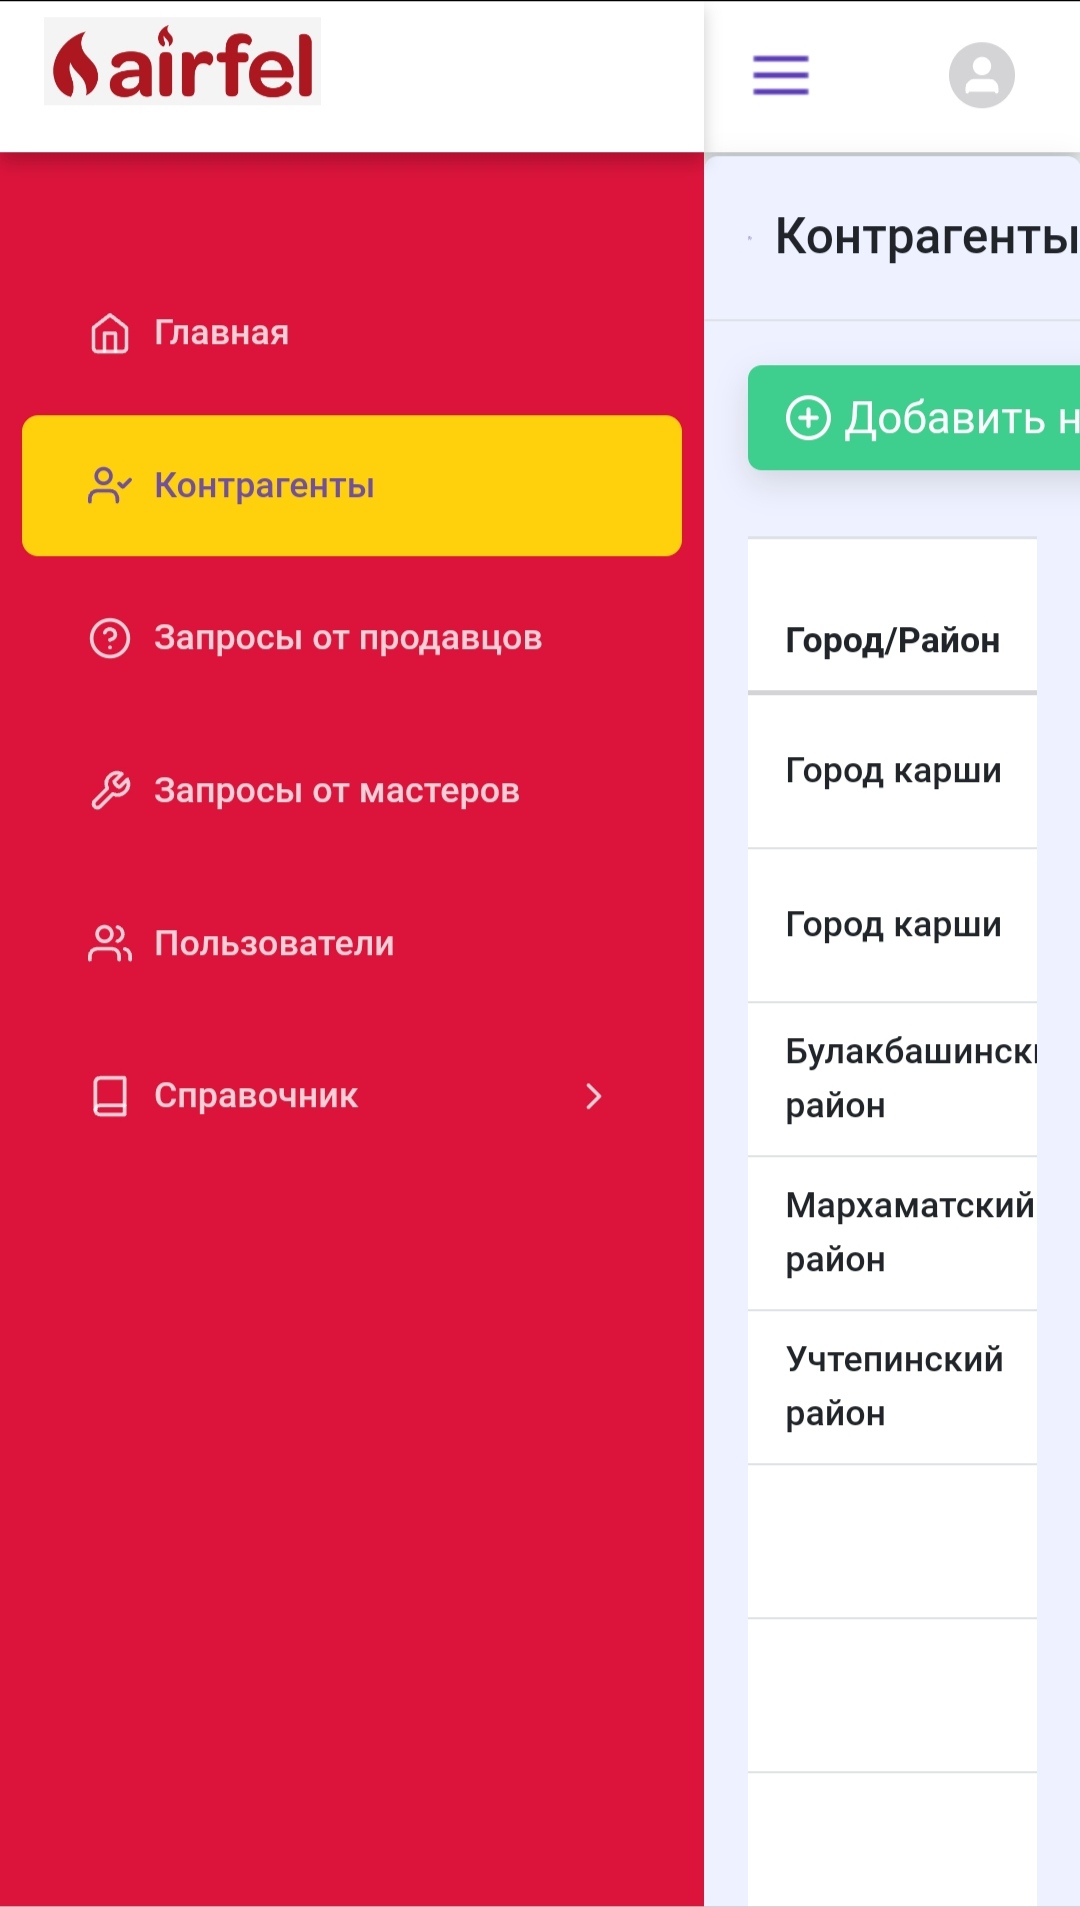 airfel
Главная
Контрагенты
Запросы от продавцов
Запросы от мастеров
Пользователи
Справочник
Контрагенты
Добавить н
Город/Район
Город карши
Город карши
Булакбашинск
район
Мархаматский
район
Учтепинский
район